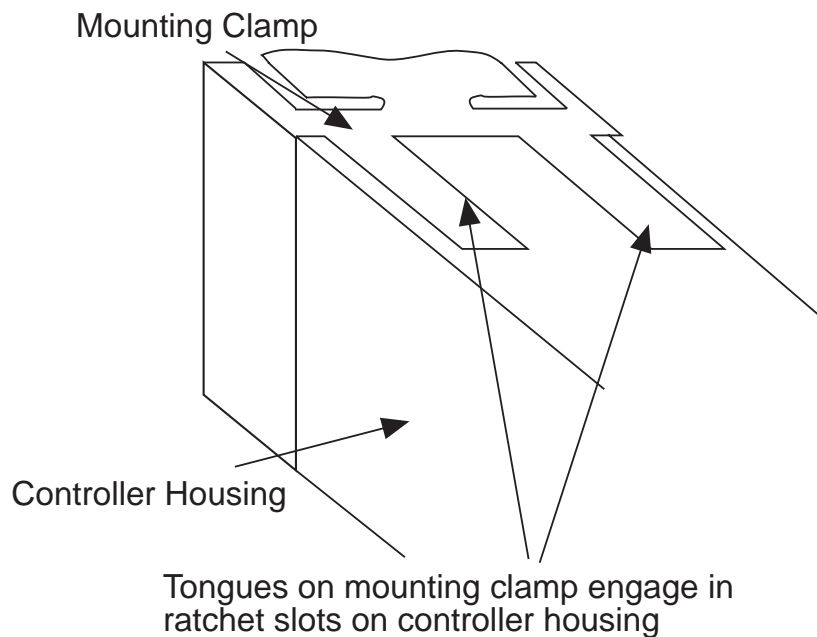 Mounting Clamp
Controller Housing
Tongues on mounting clamp engage in
ratchet slots on controller housing